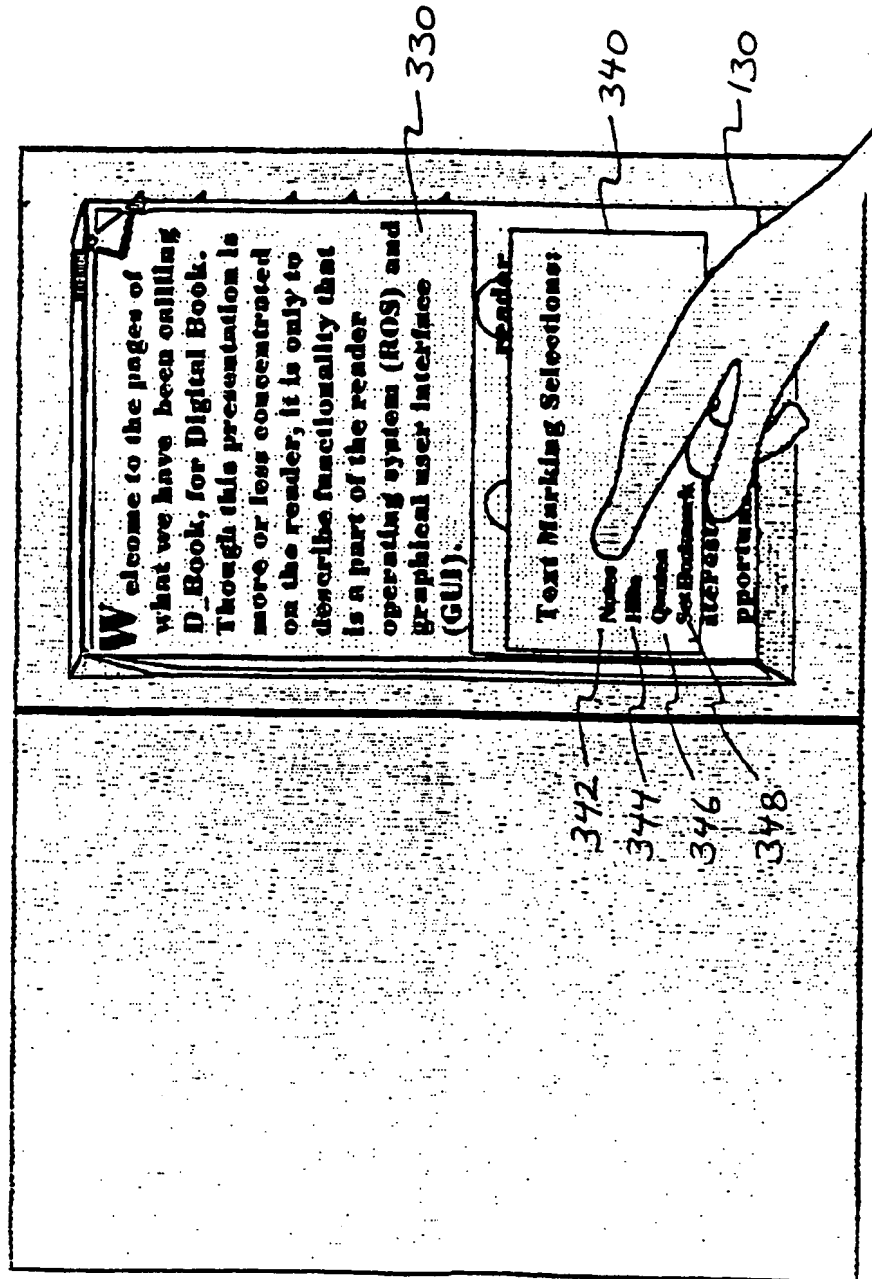 Welcome to the pages of
what we have been calling
D_Book, for Digital Book.
Though this presentation is
more or less concentrated
on the reader, it is only to
describe functionality that
is a part of the reader
operating system (ROS) and
graphical user interface
(GUI).
reader
Text Marking Selections:
Notes
Quotes
Set Bookmark
330
340
130
342
344
346
348